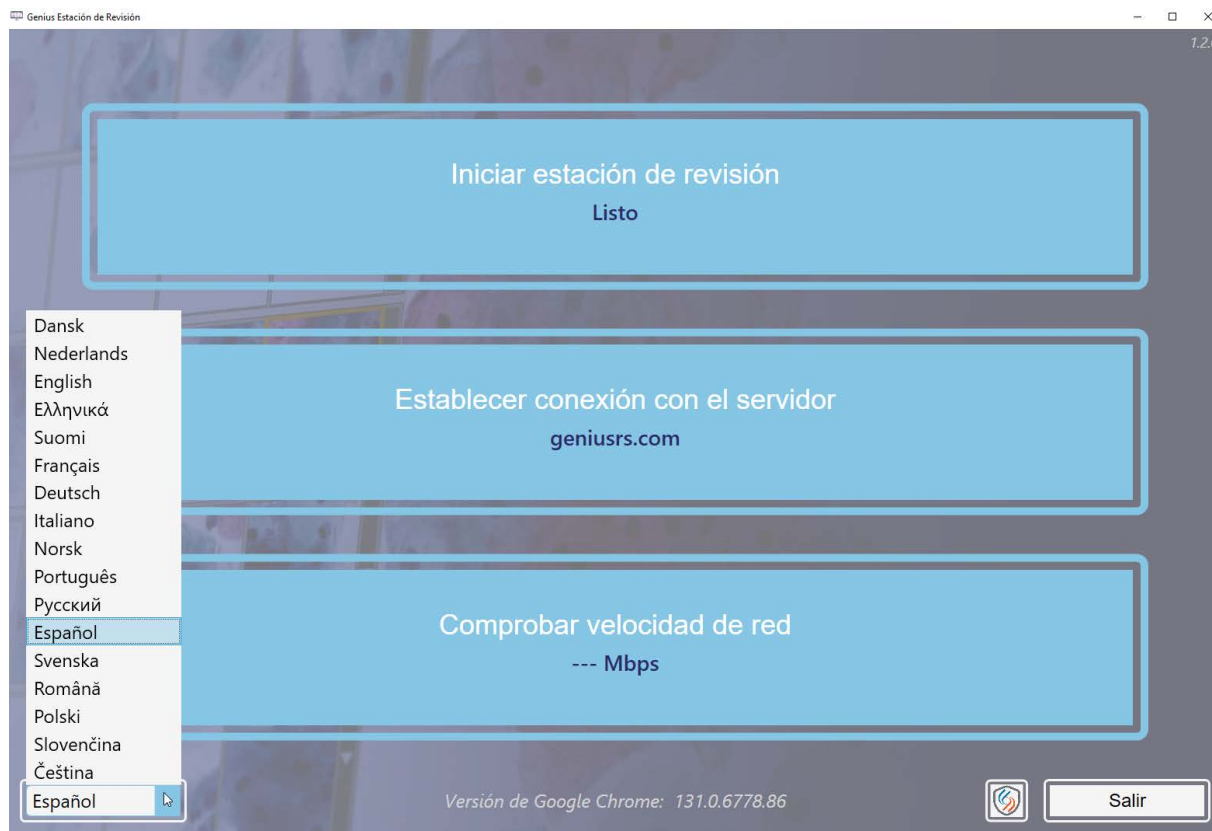 Genius Estación de Revisión
1.2.
Iniciar estación de revisión
Listo
Establecer conexión con el servidor
geniusrs.com
Comprobar velocidad de red
--- Mbps
Dansk
Nederlands
English
Ελληνικά
Suomi
Français
Deutsch
Italiano
Norsk
Português
Русский
Español
Svenska
Română
Polski
Slovenčina
Čeština
Español
Versión de Google Chrome: 131.0.6778.86
Salir